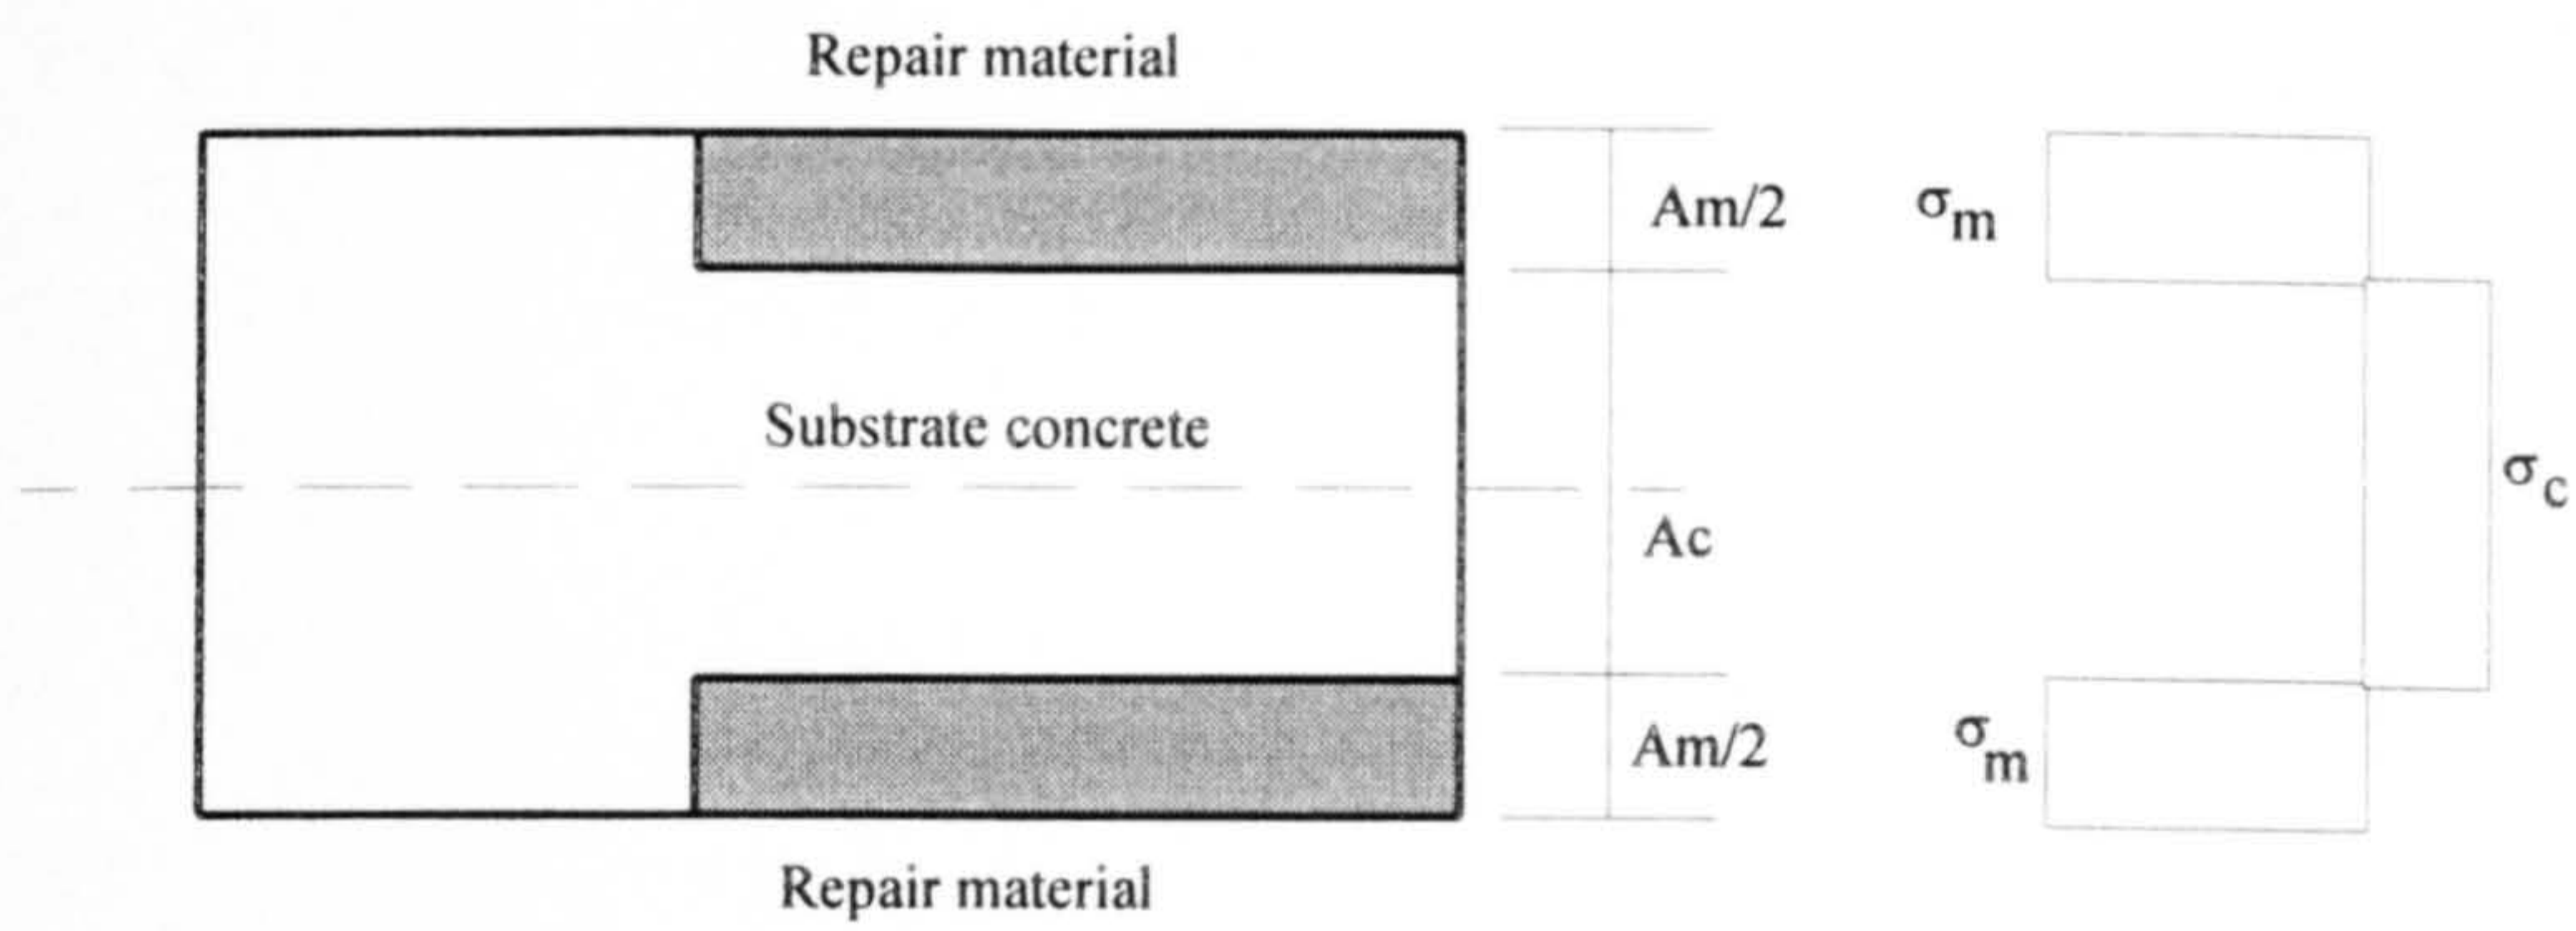 Repair material
Am/2
σm
Substrate concrete
σc
Ac
Am/2
σm
Repair material